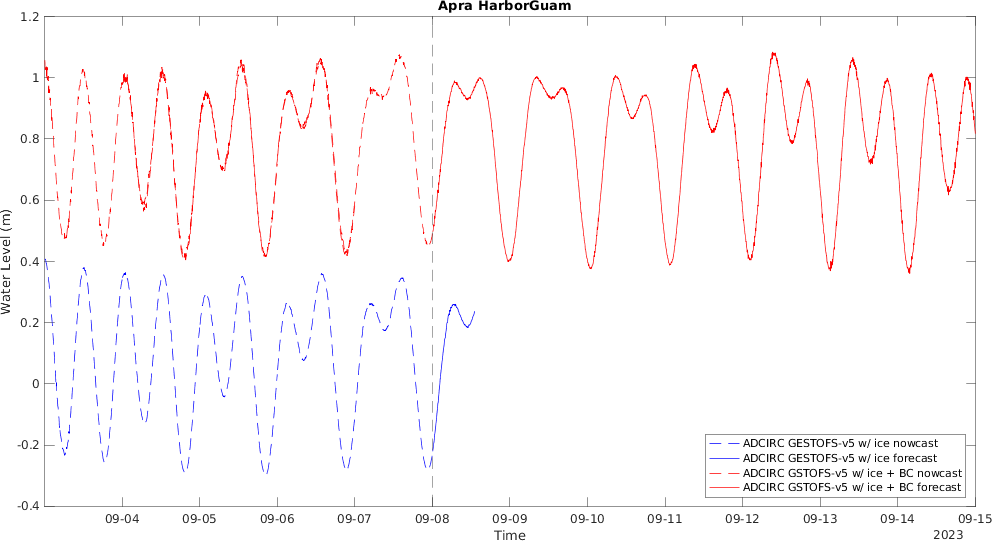 Apra HarborGuam
1.2
1
0.8
0.6
0.4
0.2
0
-0.2
-0.4
Water Level (m)
09-04 09-05 09-06 09-07 09-08 09-09 09-10 09-11 09-12 09-13 09-14 09-15
Time
2023
ADCIRC GESTOFS-v5 w/ ice nowcast
ADCIRC GESTOFS-v5 w/ ice forecast
ADCIRC GSTOFS-v5 w/ ice + BC nowcast
ADCIRC GSTOFS-v5 w/ ice + BC forecast